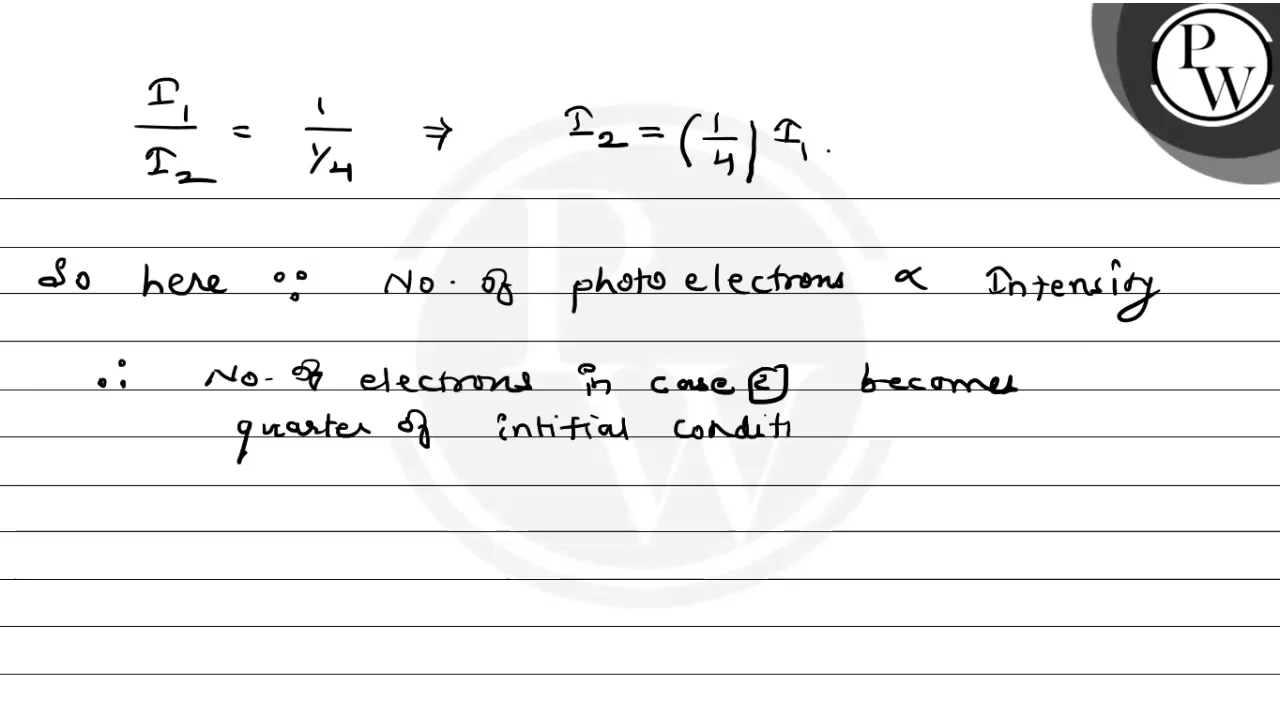 P
W
I₁/I₂ = 1/(1/4) ⇒ I₂ = (1/4) I₁.
So here ∵ No. of photo electrons ∝ Intensity
∴ No. of electrons in case 2 becomes
quarter of intitial conditi